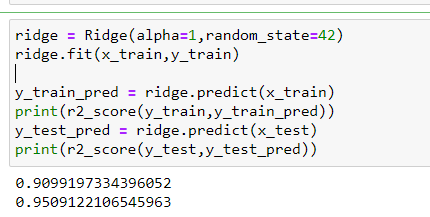 ridge = Ridge(alpha=1,random_state=42)
ridge.fit(x_train,y_train)
y_train_pred = ridge.predict(x_train)
print(r2_score(y_train,y_train_pred))
y_test_pred = ridge.predict(x_test)
print(r2_score(y_test,y_test_pred))
0.9099197334396052
0.9509122106545963